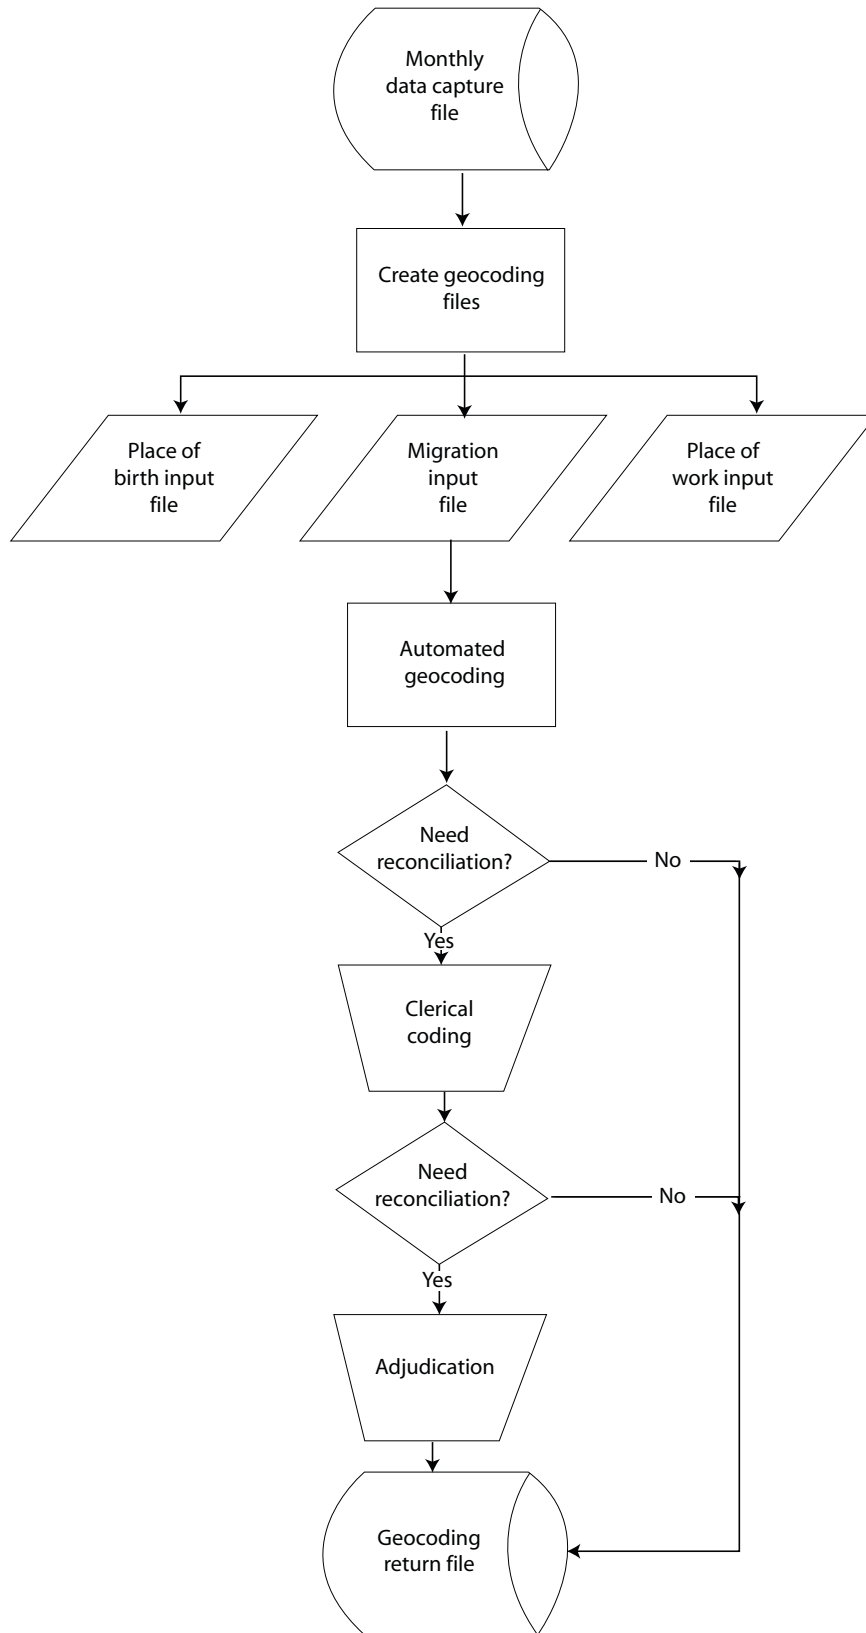 Monthly
data capture
file
Create geocoding
files
Place of
birth input
file
Migration
input
file
Place of
work input
file
Automated
geocoding
Need
reconciliation?
No
Yes
Clerical
coding
Need
reconciliation?
No
Yes
Adjudication
Geocoding
return file